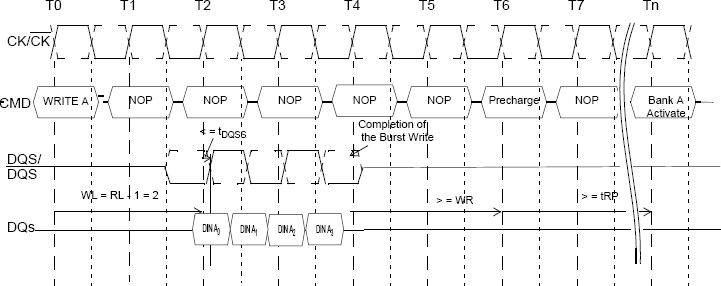 T0 T1 T2 T3 T4 T5 T6 T7 Tn
CK/CK
CMD WRITE A NOP NOP NOP NOP NOP Precharge NOP Bank A
Activate
< = tDQSS
Completion of
the Burst Write
DQS/
DQS
WL = RL - 1 = 2
> = WR
> = tRP
DQs
DINA0 DINA1 DINA2 DINA3